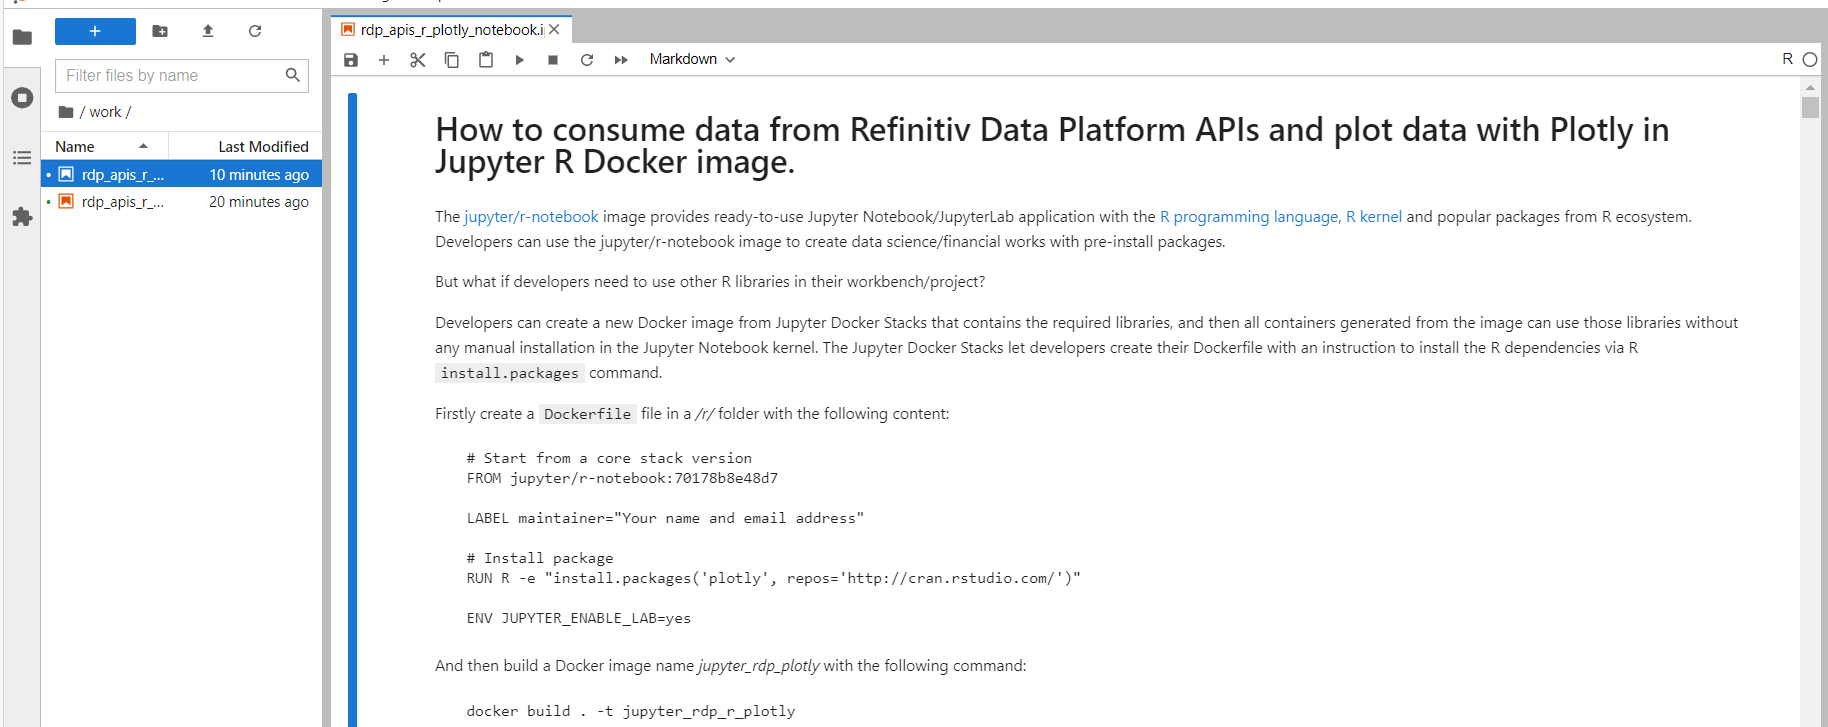 rdp_apis_r_plotly_notebook.i
Markdown
R
Filter files by name
/ work /
Name
Last Modified
rdp_apis_r_... 10 minutes ago
rdp_apis_r_... 20 minutes ago
How to consume data from Refinitiv Data Platform APIs and plot data with Plotly in
Jupyter R Docker image.
The jupyter/r-notebook image provides ready-to-use Jupyter Notebook/JupyterLab application with the R programming language, R kernel and popular packages from R ecosystem.
Developers can use the jupyter/r-notebook image to create data science/financial works with pre-install packages.
But what if developers need to use other R libraries in their workbench/project?
Developers can create a new Docker image from Jupyter Docker Stacks that contains the required libraries, and then all containers generated from the image can use those libraries without
any manual installation in the Jupyter Notebook kernel. The Jupyter Docker Stacks let developers create their Dockerfile with an instruction to install the R dependencies via R
install.packages command.
Firstly create a Dockerfile file in a /r/ folder with the following content:
# Start from a core stack version
FROM jupyter/r-notebook:70178b8e48d7
LABEL maintainer="Your name and email address"
# Install package
RUN R -e "install.packages('plotly', repos='http://cran.rstudio.com/')"
ENV JUPYTER_ENABLE_LAB=yes
And then build a Docker image name jupyter_rdp_plotly with the following command:
docker build . -t jupyter_rdp_r_plotly